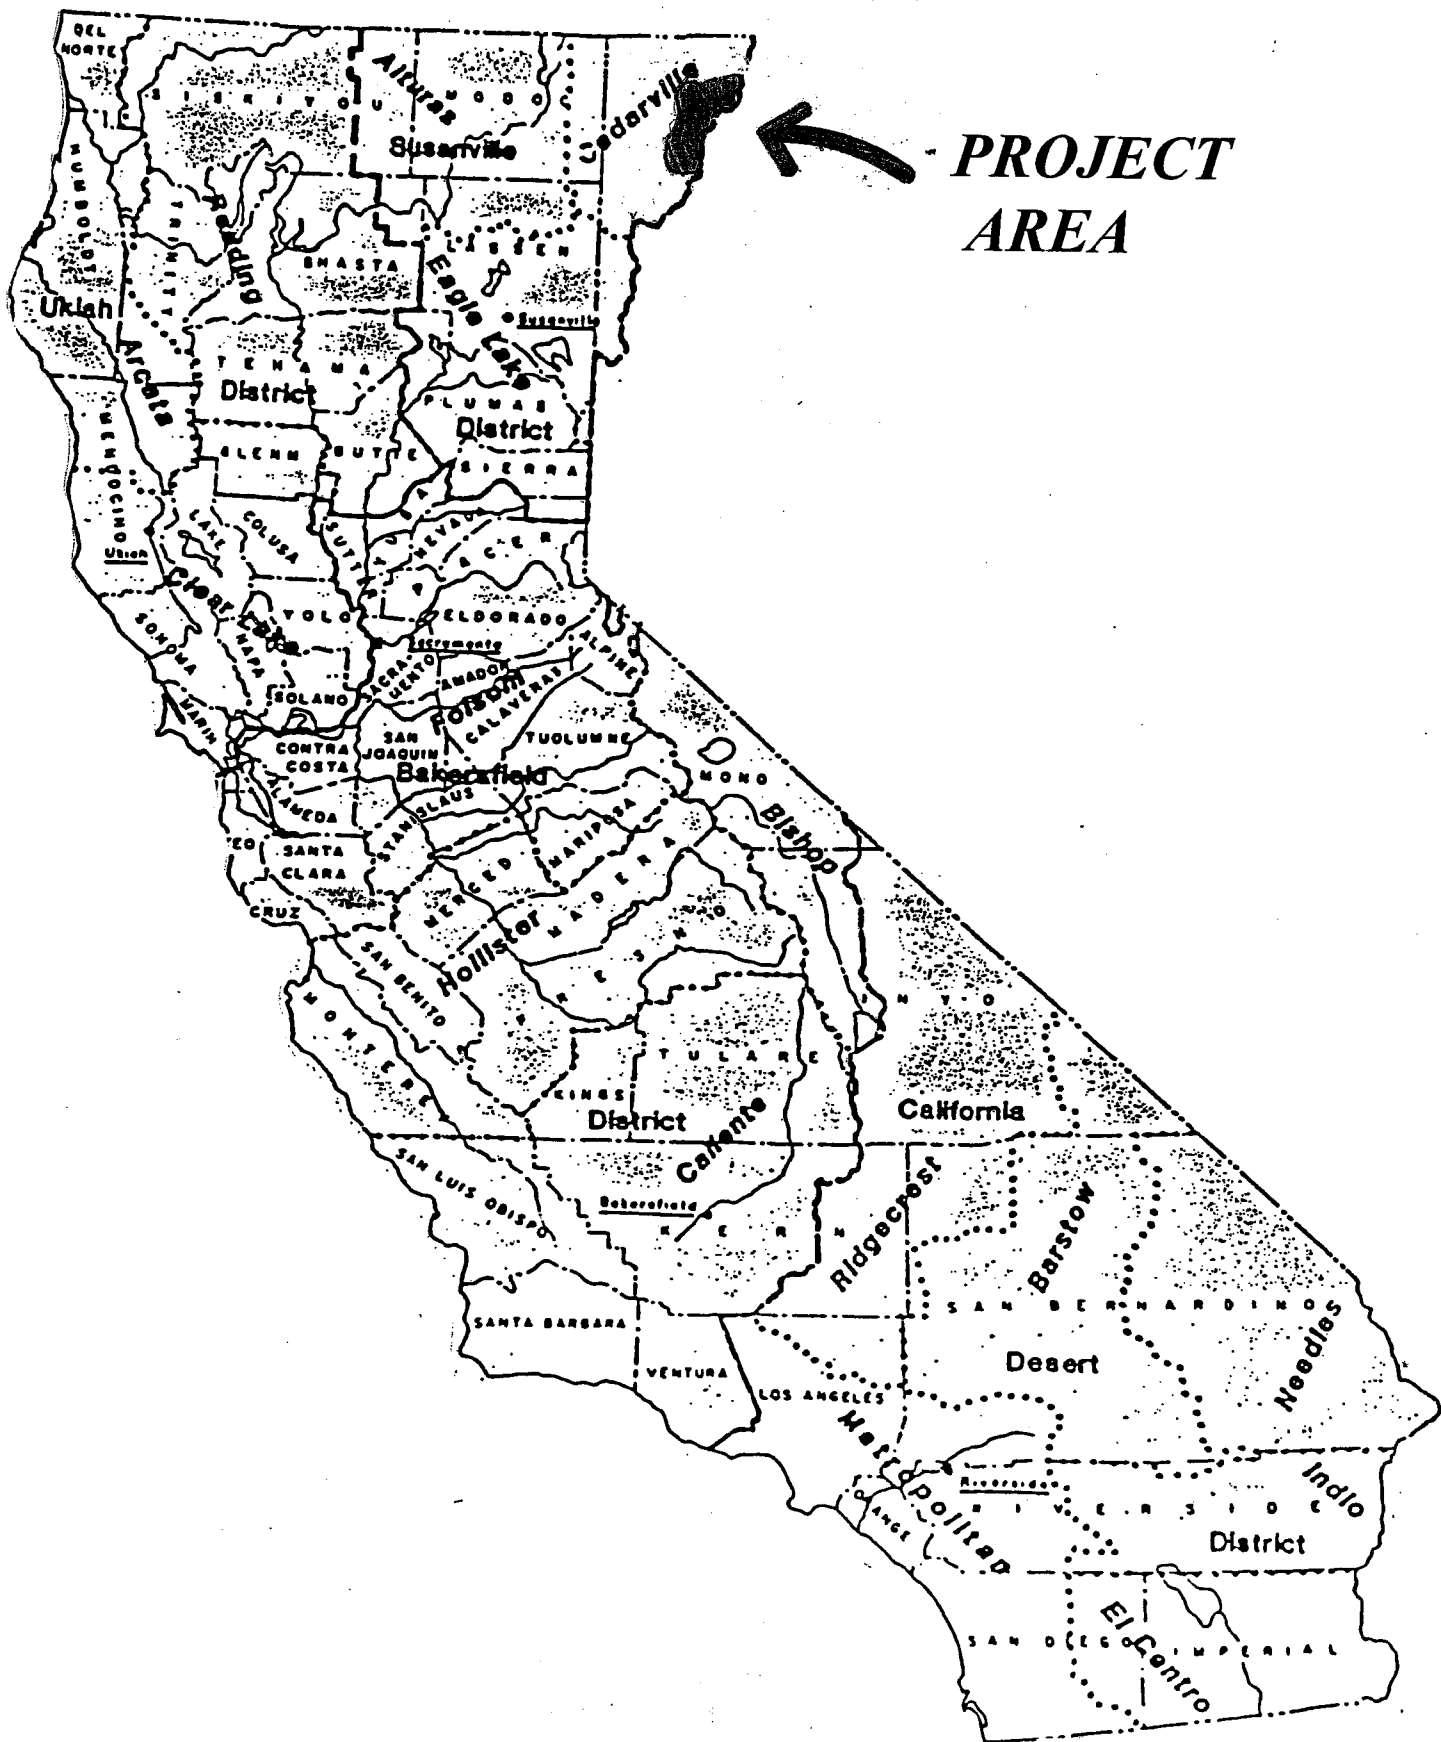 DEL
NORTE
SISKIYOU
Alturas
MODOC
Cedarville
Susanville
PROJECT
AREA
HUMBOLDT
TRINITY
Redding
SHASTA
LASSEN
Eagle Lake
Ukiah
Susanville
Arcata
TEHAMA
District
PLUMAS
District
MENDOCINO
GLENN
BUTTE
SIERRA
LAKE
COLUSA
SUTTER
YUBA
NEVADA
PLACER
Ukiah
Clear Lake
YOLO
ELDORADO
SONOMA
NAPA
Sacramento
ALPINE
SACRA
MENTO
AMADOR
SOLANO
Folsom
CALAVERAS
MARIN
CONTRA
COSTA
SAN
JOAQUIN
TUOLUMNE
Bakersfield
MONO
ALAMEDA
STANISLAUS
MARIPOSA
Bishop
EO
SANTA
CLARA
MERCED
MADERA
CRUZ
Hollister
FRESNO
SAN BENITO
INYO
MONTERE
TULARE
KINGS
District
Caliente
California
SAN LUIS OBISPO
Bakersfield
KERN
Ridgecrest
Barstow
SAN BERNARDINO
Needles
SANTA BARBARA
VENTURA
LOS ANGELES
Desert
Metropolitan
Riverside
Indio
ORANGE
RIVERSIDE
District
SAN DIEGO
El Centro
IMPERIAL